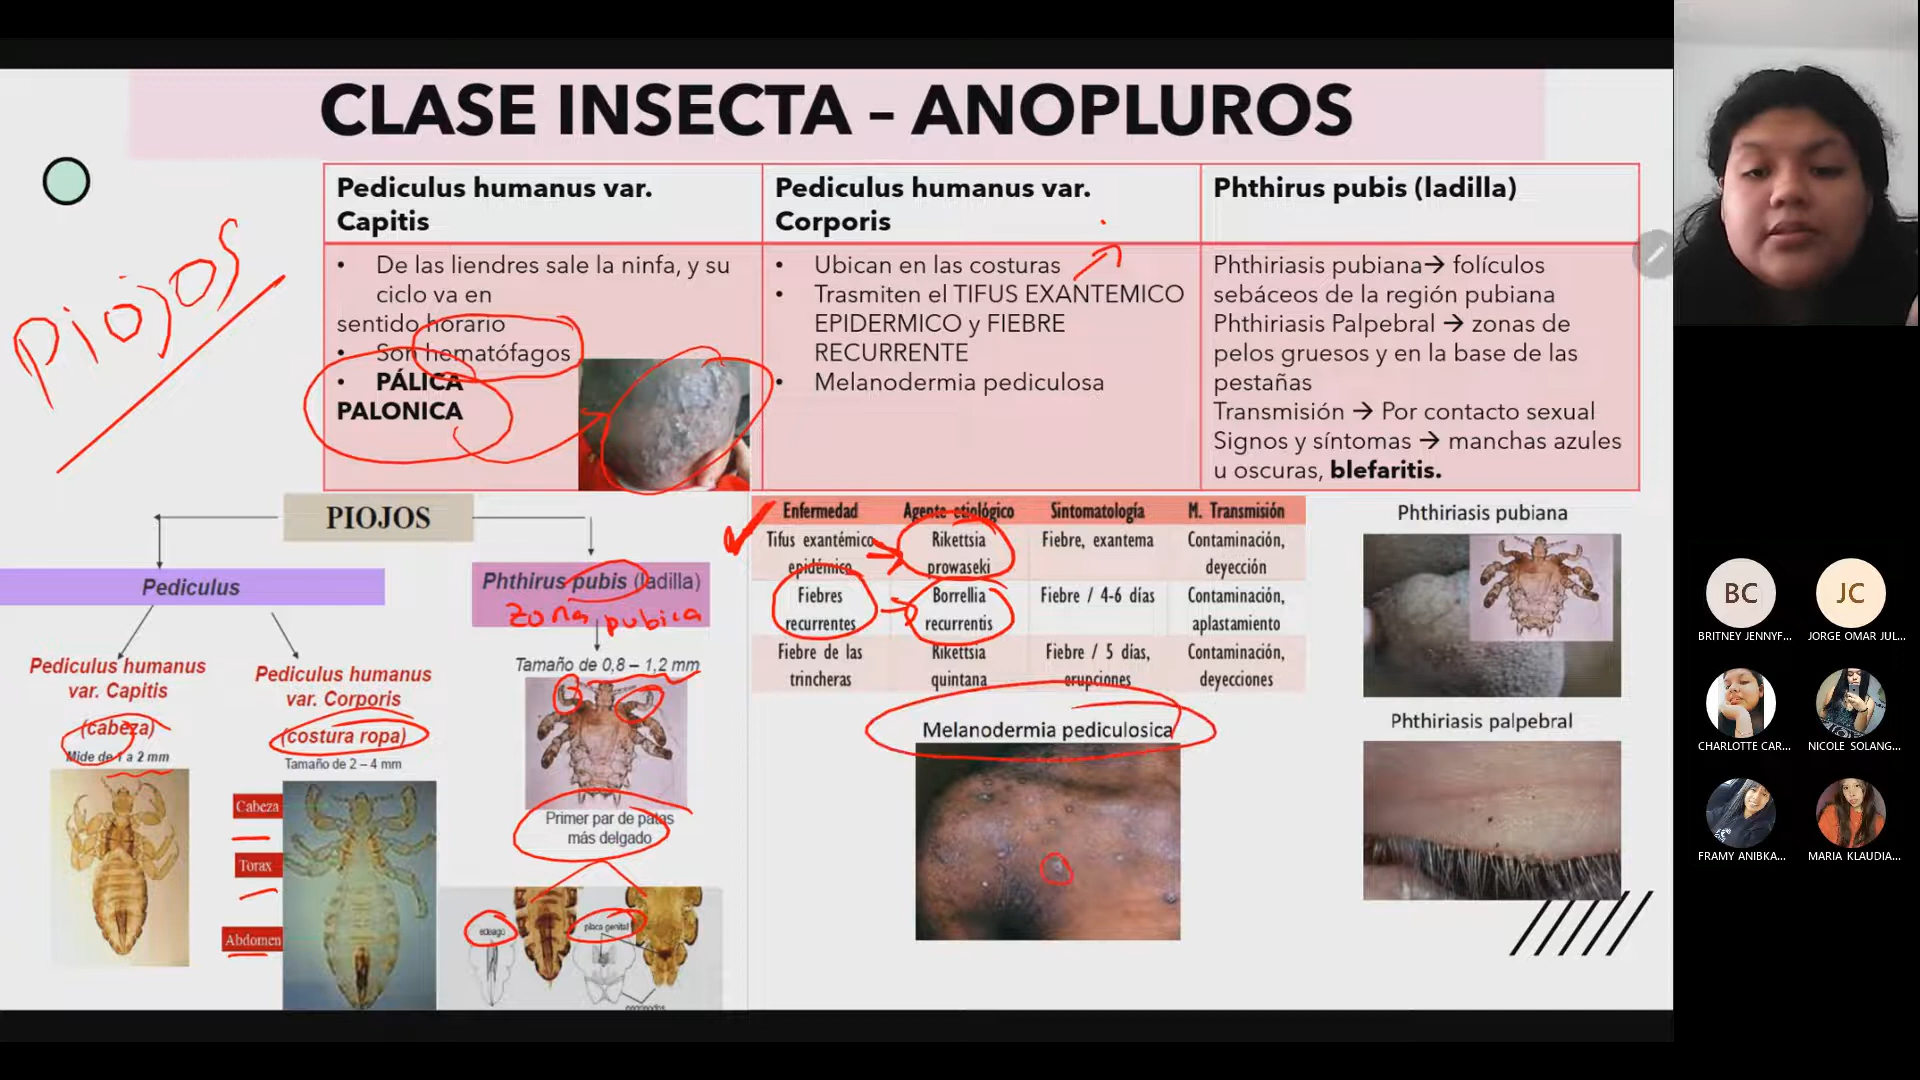 CLASE INSECTA – ANOPLUROS
Pediculus humanus var.
Capitis
Pediculus humanus var.
Corporis
Phthirus pubis (ladilla)
• De las liendres sale la ninfa, y su
ciclo va en
sentido horario
• Son hematófagos
• PÁLICA
PALONICA
• Ubican en las costuras
• Trasmiten el TIFUS EXANTEMICO
EPIDERMICO y FIEBRE
RECURRENTE
• Melanodermia pediculosa
Phthiriasis pubiana→ folículos
sebáceos de la región pubiana
Phthiriasis Palpebral → zonas de
pelos gruesos y en la base de las
pestañas
Transmisión → Por contacto sexual
Signos y síntomas → manchas azules
u oscuras, blefaritis.
Piojos
PIOJOS
Pediculus
Phthirus pubis (ladilla)
Zona pubica
Pediculus humanus
var. Capitis
(cabeza)
Mide de 1 a 2 mm
Pediculus humanus
var. Corporis
(costura ropa)
Tamaño de 2 – 4 mm
Cabeza
Torax
Abdomen
Tamaño de 0,8 – 1,2 mm
Primer par de patas
más delgado
edeago
placa genital
Enfermedad Agente etiológico Sintomatología M. Transmisión
Tifus exantémico
epidémico
Rikettsia
prowaseki
Fiebre, exantema
Contaminación,
deyección
Fiebres
recurrentes
Borrellia
recurrentis
Fiebre / 4-6 días
Contaminación,
aplastamiento
Fiebre de las
trincheras
Rikettsia
quintana
Fiebre / 5 días,
erupciones
Contaminación,
deyecciones
Melanodermia pediculosica
Phthiriasis pubiana
Phthiriasis palpebral
BC
JC
BRITNEY JENNYF...
JORGE OMAR JUL...
CHARLOTTE CAR...
NICOLE SOLANG...
FRAMY ANIBKA...
MARIA KLAUDIA...